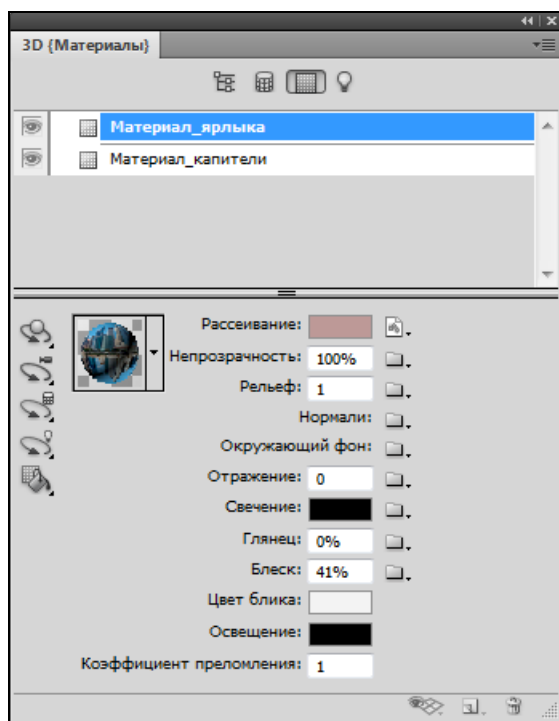 3D {Материалы}
Материал_ярлыка
Материал_капители
Рассеивание:
Непрозрачность: 100%
Рельеф: 1
Нормали:
Окружающий фон:
Отражение: 0
Свечение:
Глянец: 0%
Блеск: 41%
Цвет блика:
Освещение:
Коэффициент преломления: 1